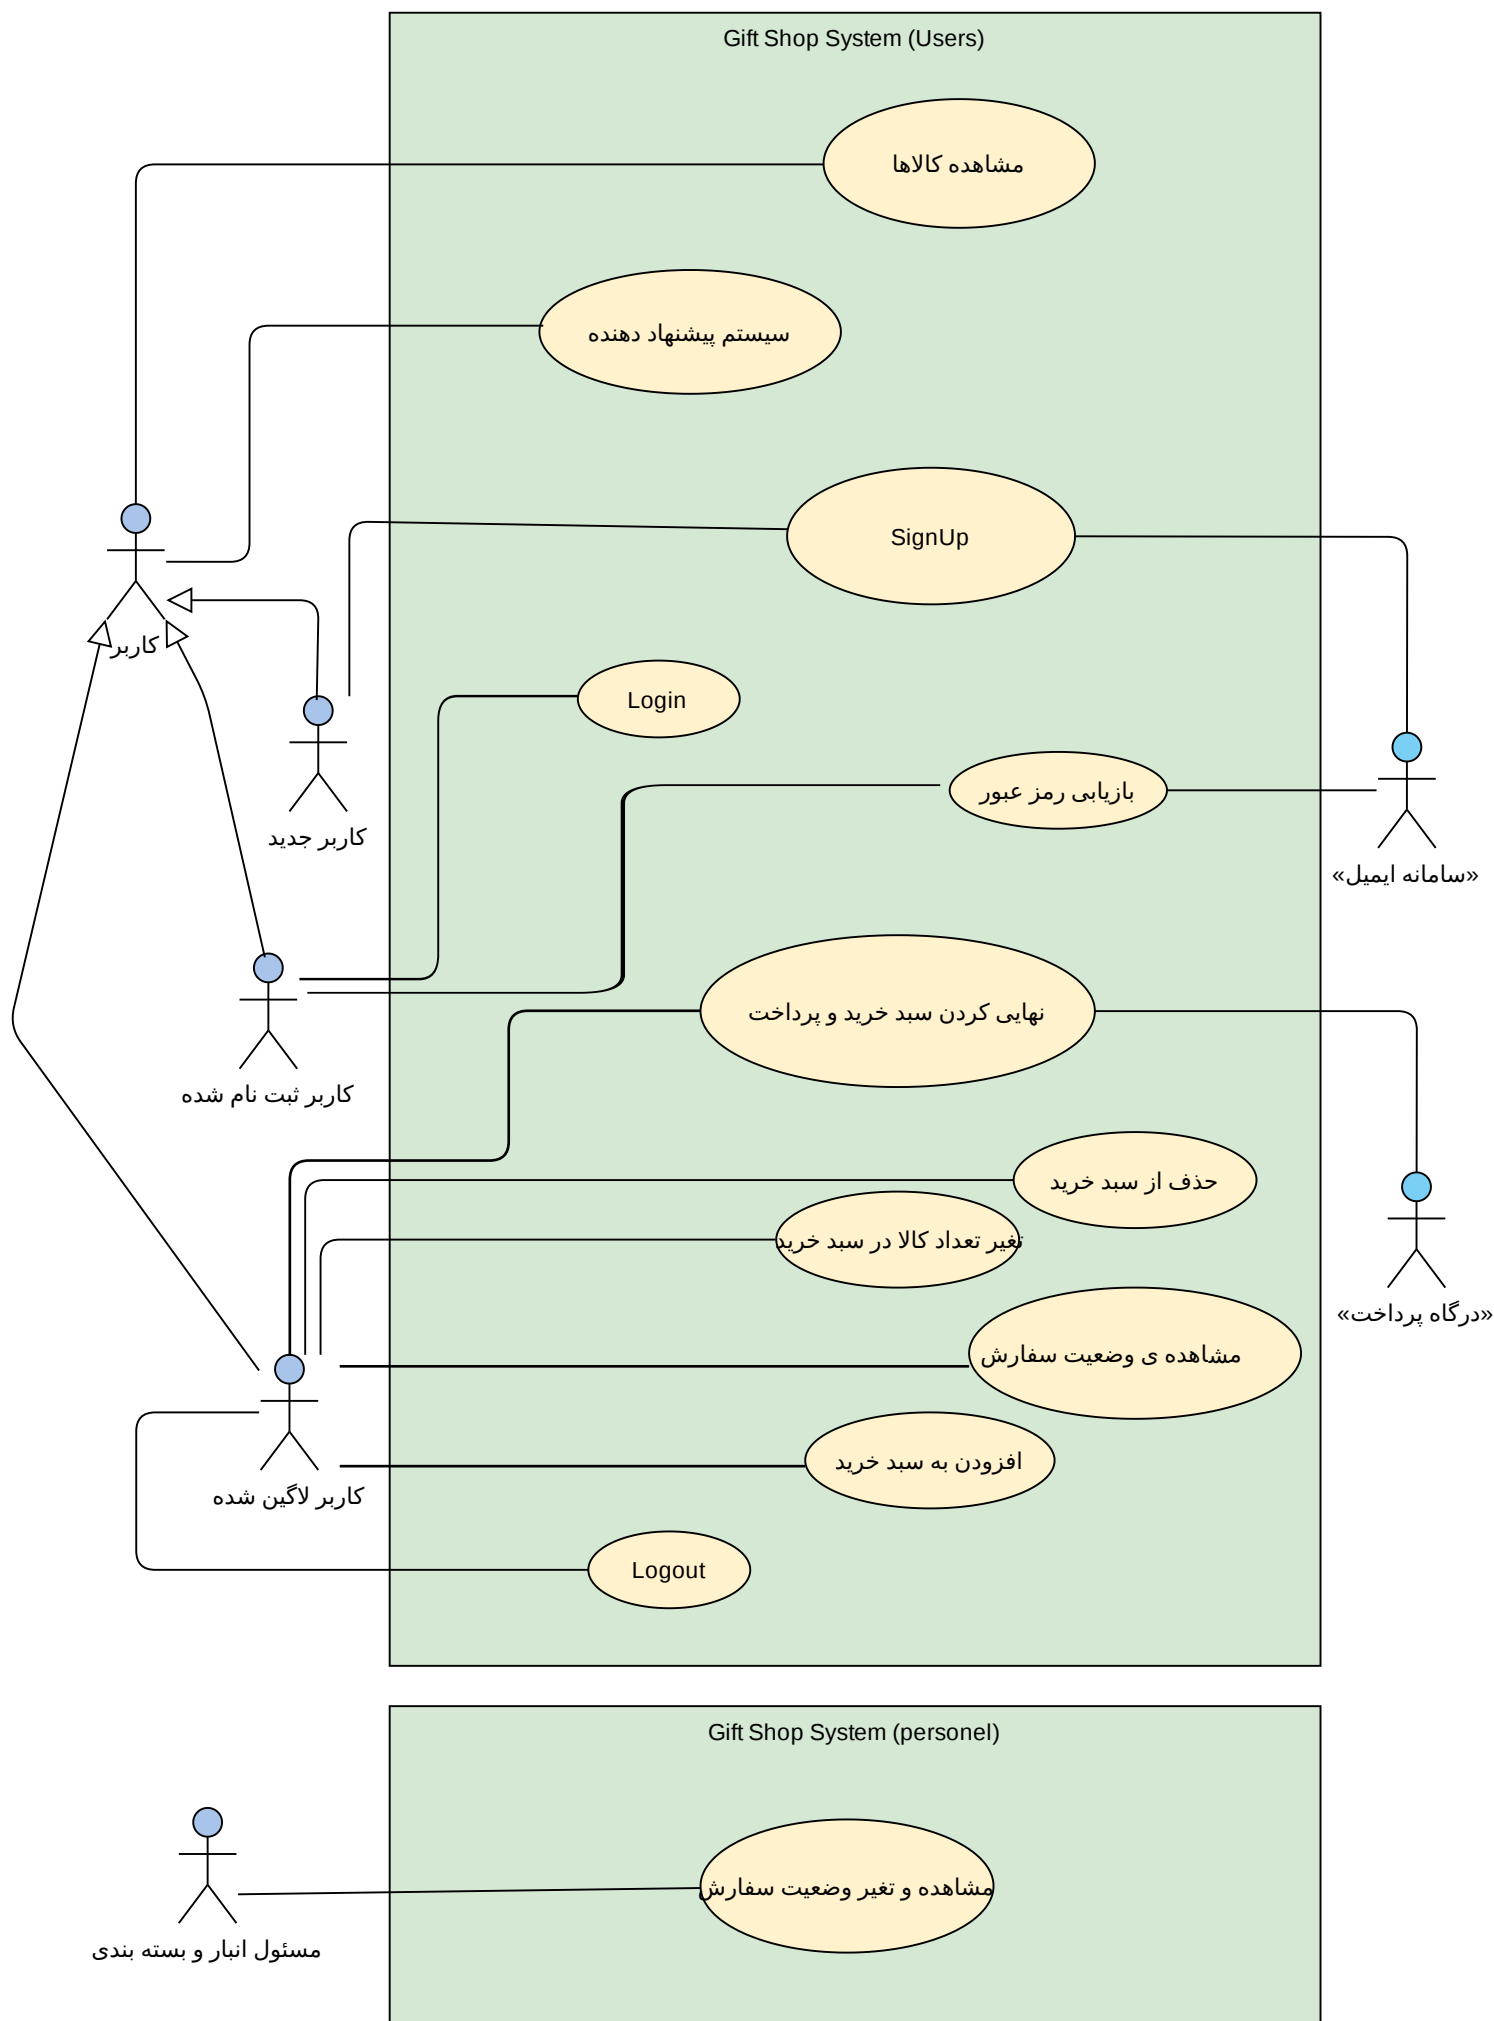 Gift Shop System (Users)
مشاهده کالاها
سیستم پیشنهاد دهنده
SignUp
کاربر
Login
بازیابی رمز عبور
کاربر جدید
«سامانه ایمیل»
نهایی کردن سبد خرید و پرداخت
کاربر ثبت نام شده
حذف از سبد خرید
تغیر تعداد کالا در سبد خرید
«درگاه پرداخت»
مشاهده ی وضعیت سفارش
افزودن به سبد خرید
کاربر لاگین شده
Logout
Gift Shop System (personel)
مشاهده و تغیر وضعیت سفارش
مسئول انبار و بسته بندی